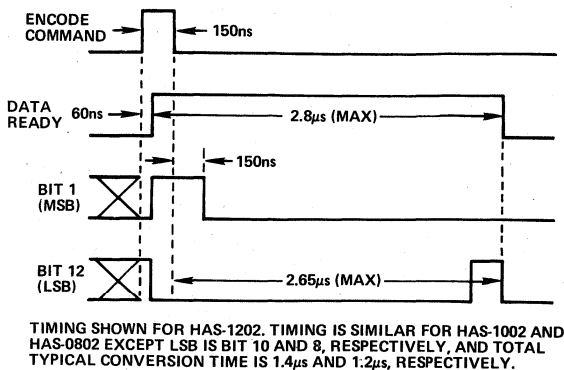 ENCODE
COMMAND
150ns
DATA
READY
60ns
2.8μs (MAX)
150ns
BIT 1
(MSB)
BIT 12
(LSB)
2.65μs (MAX)
TIMING SHOWN FOR HAS-1202. TIMING IS SIMILAR FOR HAS-1002 AND
HAS-0802 EXCEPT LSB IS BIT 10 AND 8, RESPECTIVELY, AND TOTAL
TYPICAL CONVERSION TIME IS 1.4μs AND 1.2μs, RESPECTIVELY.